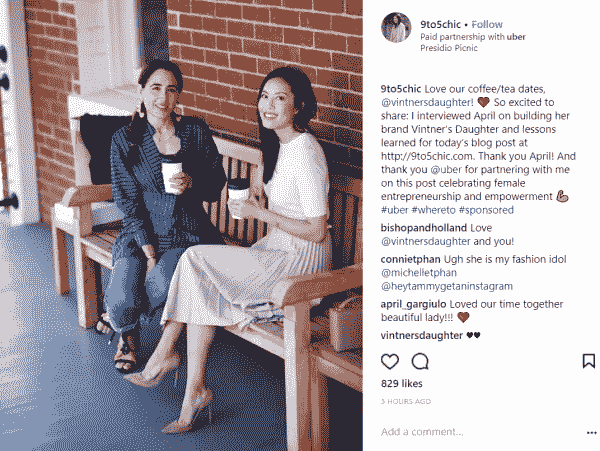 9to5chic • Follow
Paid partnership with uber
Presidio Picnic
9to5chic Love our coffee/tea dates,
@vintnersdaughter! 🤎 So excited to
share: I interviewed April on building her
brand Vintner's Daughter and lessons
learned for today's blog post at
http://9to5chic.com. Thank you April! And
thank you @uber for partnering with me
on this post celebrating female
entrepreneurship and empowerment 💪🏽
#uber #whereto #sponsored
bishopandholland Love
@vintnersdaughter and you!
connietphan Ugh she is my fashion idol
@michelletphan
@heytammygetaninstagram
april_gargiulo Loved our time together
beautiful lady!!! 🤎
vintnersdaughter ♥♥
829 likes
3 HOURS AGO
Add a comment...